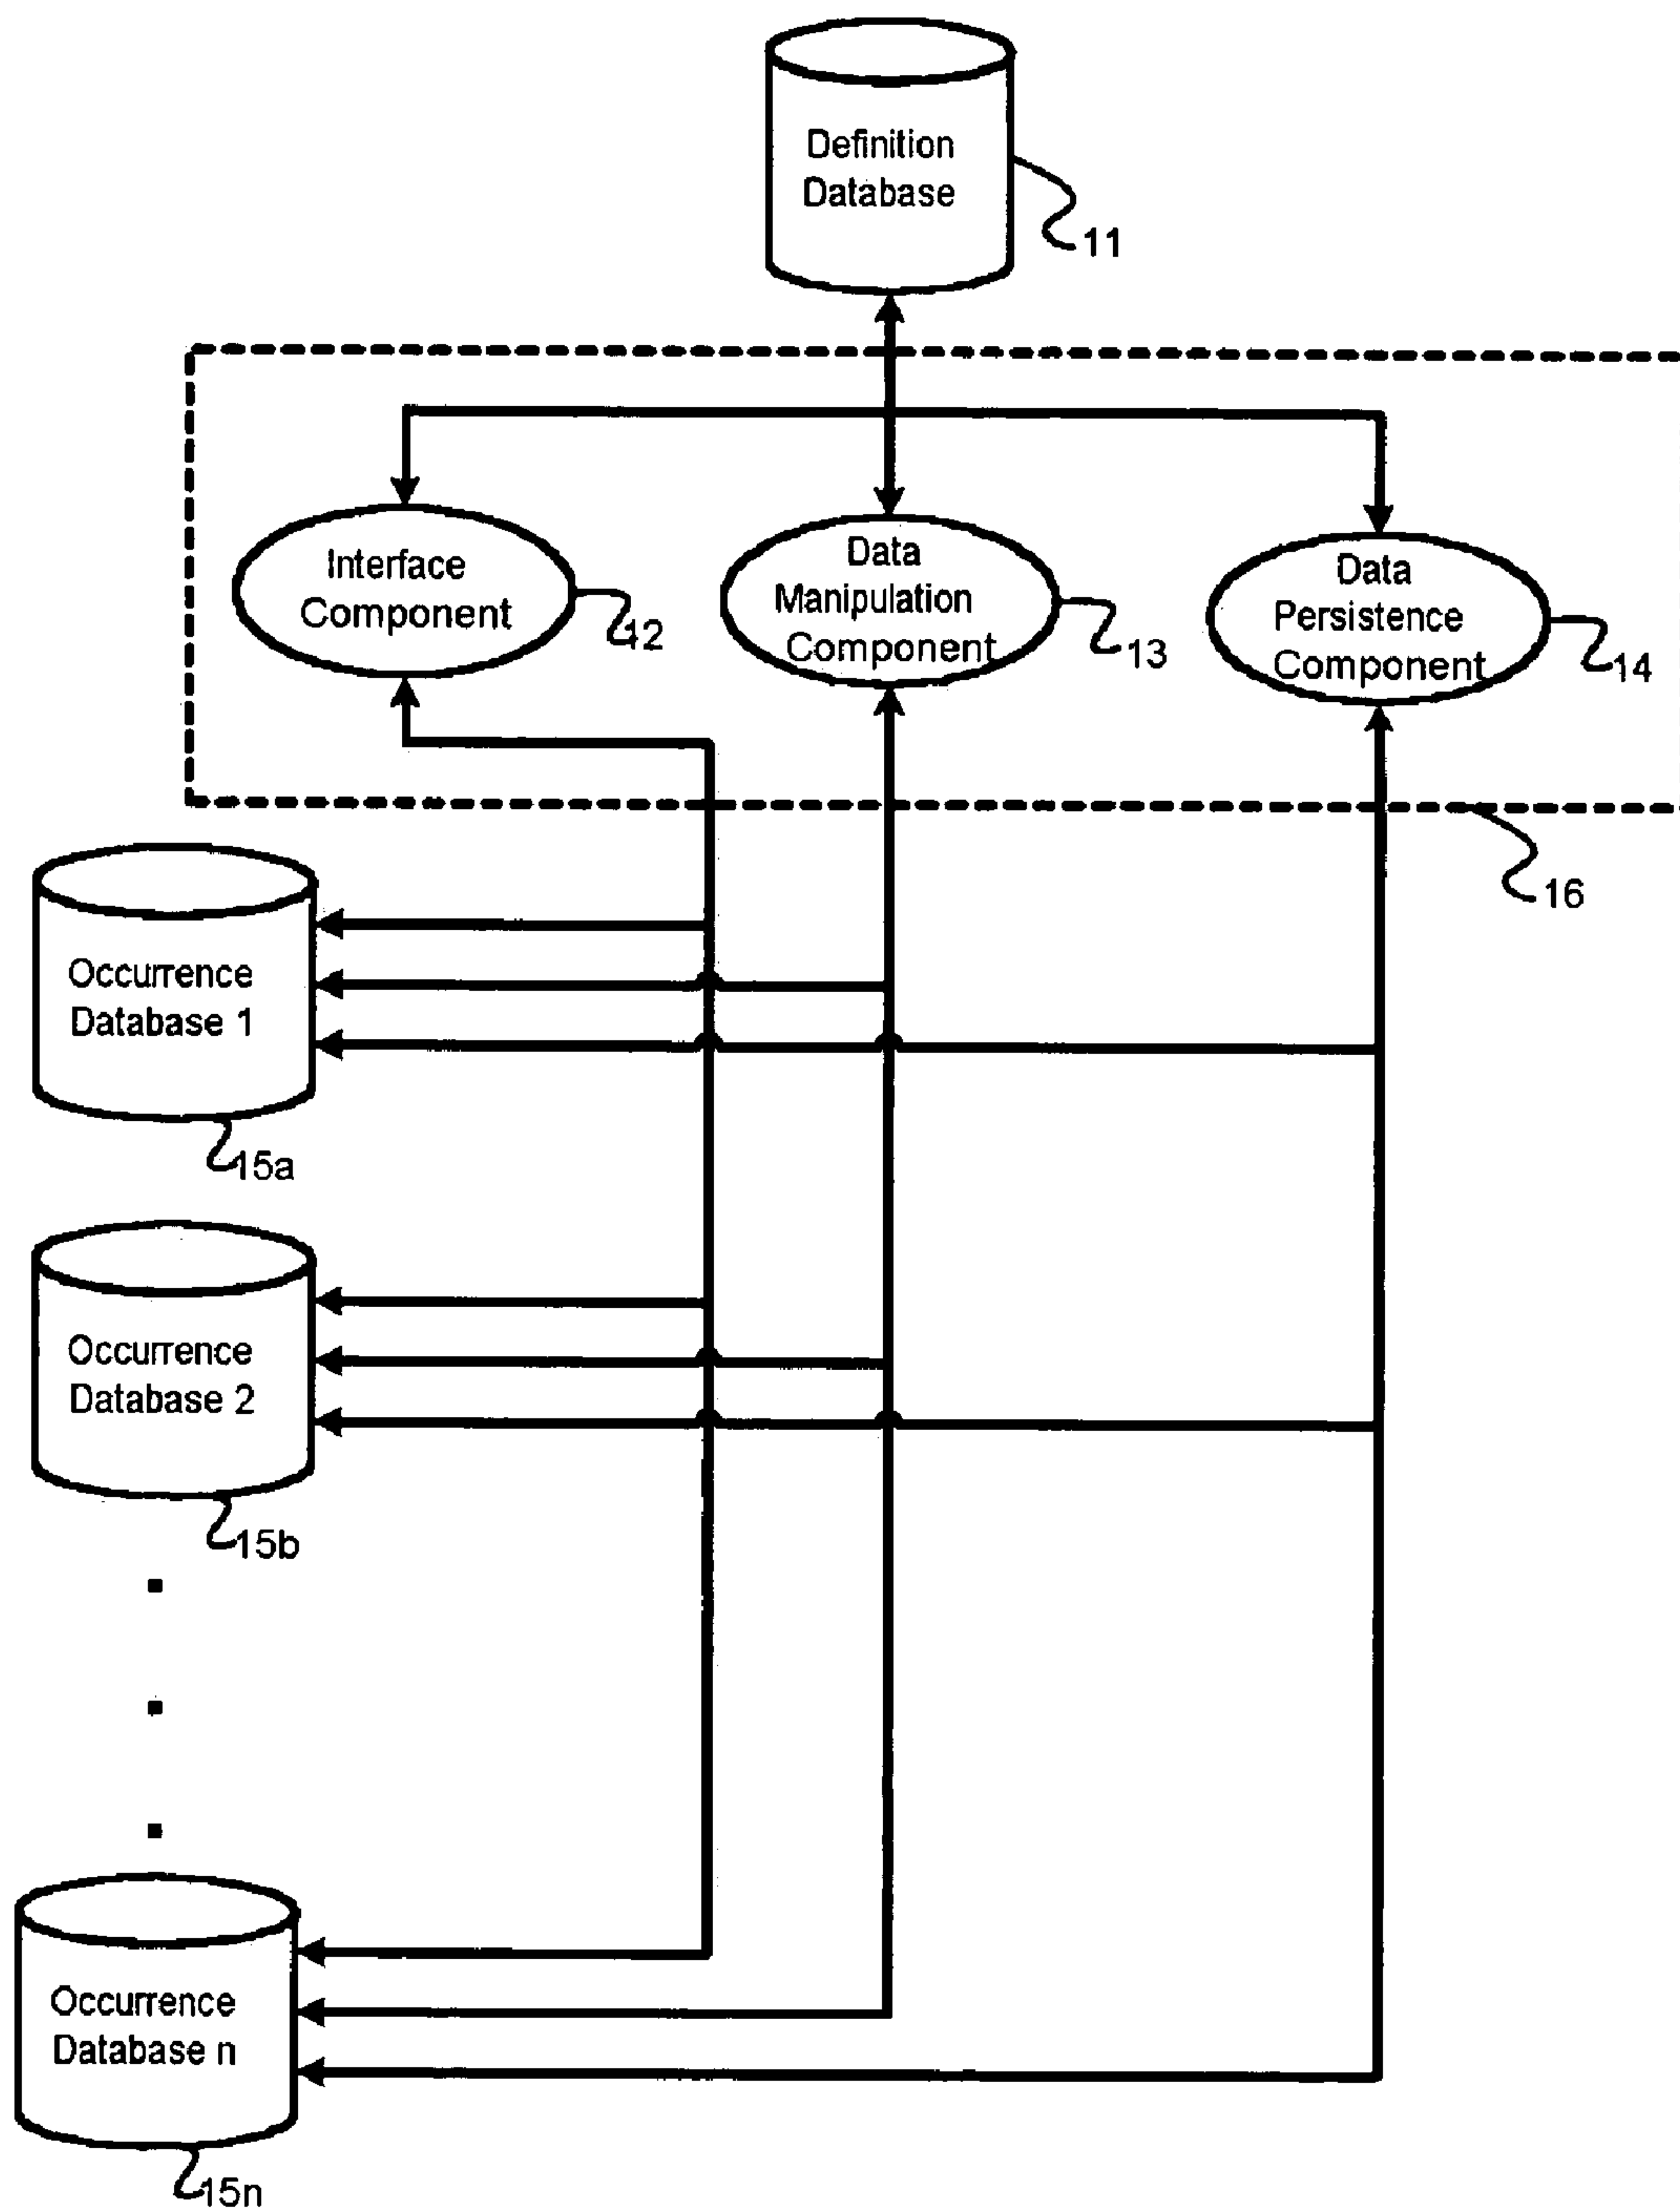 Definition
Database
11
Interface
Component
12
Data
Manipulation
Component
13
Data
Persistence
Component
14
16
Occurrence
Database 1
15a
Occurrence
Database 2
15b
Occurrence
Database n
15n